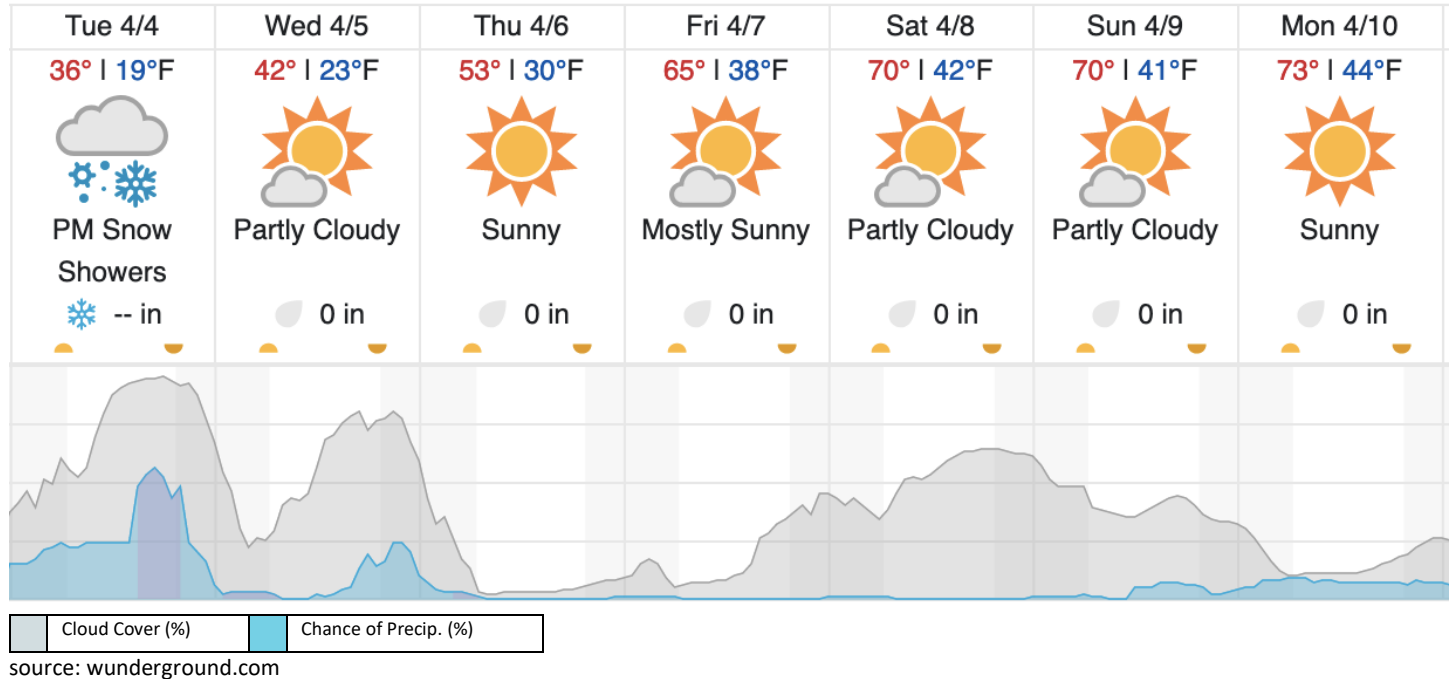 Tue 4/4 Wed 4/5 Thu 4/6 Fri 4/7 Sat 4/8 Sun 4/9 Mon 4/10
36° | 19°F 42° | 23°F 53° | 30°F 65° | 38°F 70° | 42°F 70° | 41°F 73° | 44°F
PM Snow Partly Cloudy Sunny Mostly Sunny Partly Cloudy Partly Cloudy Sunny
Showers
-- in 0 in 0 in 0 in 0 in 0 in 0 in
Cloud Cover (%) Chance of Precip. (%)
source: wunderground.com